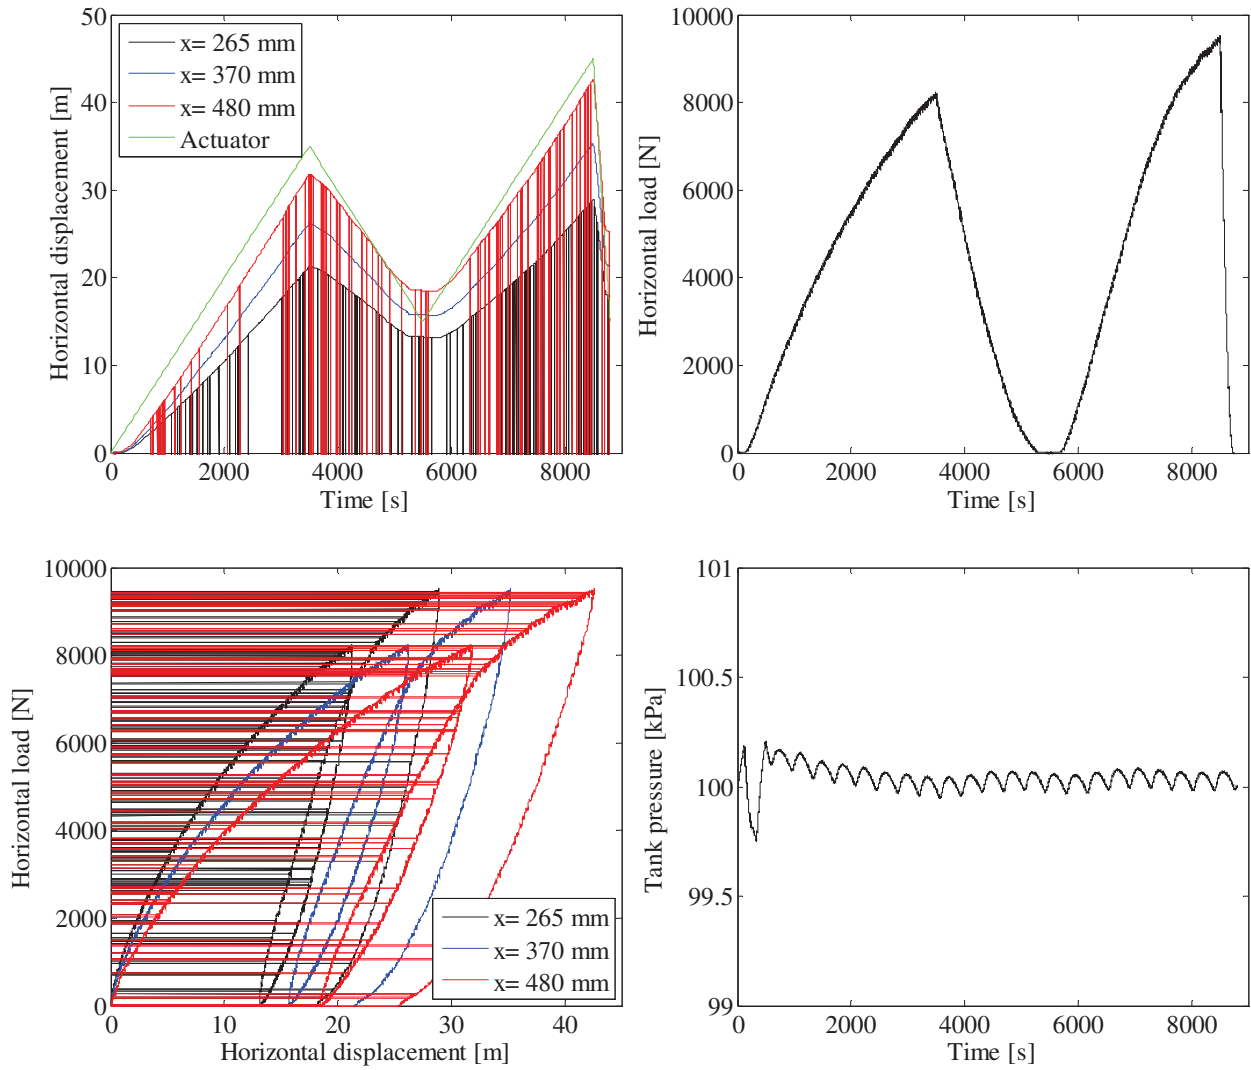 50
40
30
20
10
0
0 2000 4000 6000 8000
Horizontal displacement [m]
Time [s]
x= 265 mm
x= 370 mm
x= 480 mm
Actuator
10000
8000
6000
4000
2000
0
0 2000 4000 6000 8000
Horizontal load [N]
Time [s]
10000
8000
6000
4000
2000
0
0 10 20 30 40
Horizontal load [N]
Horizontal displacement [m]
x= 265 mm
x= 370 mm
x= 480 mm
101
100.5
100
99.5
99
0 2000 4000 6000 8000
Tank pressure [kPa]
Time [s]